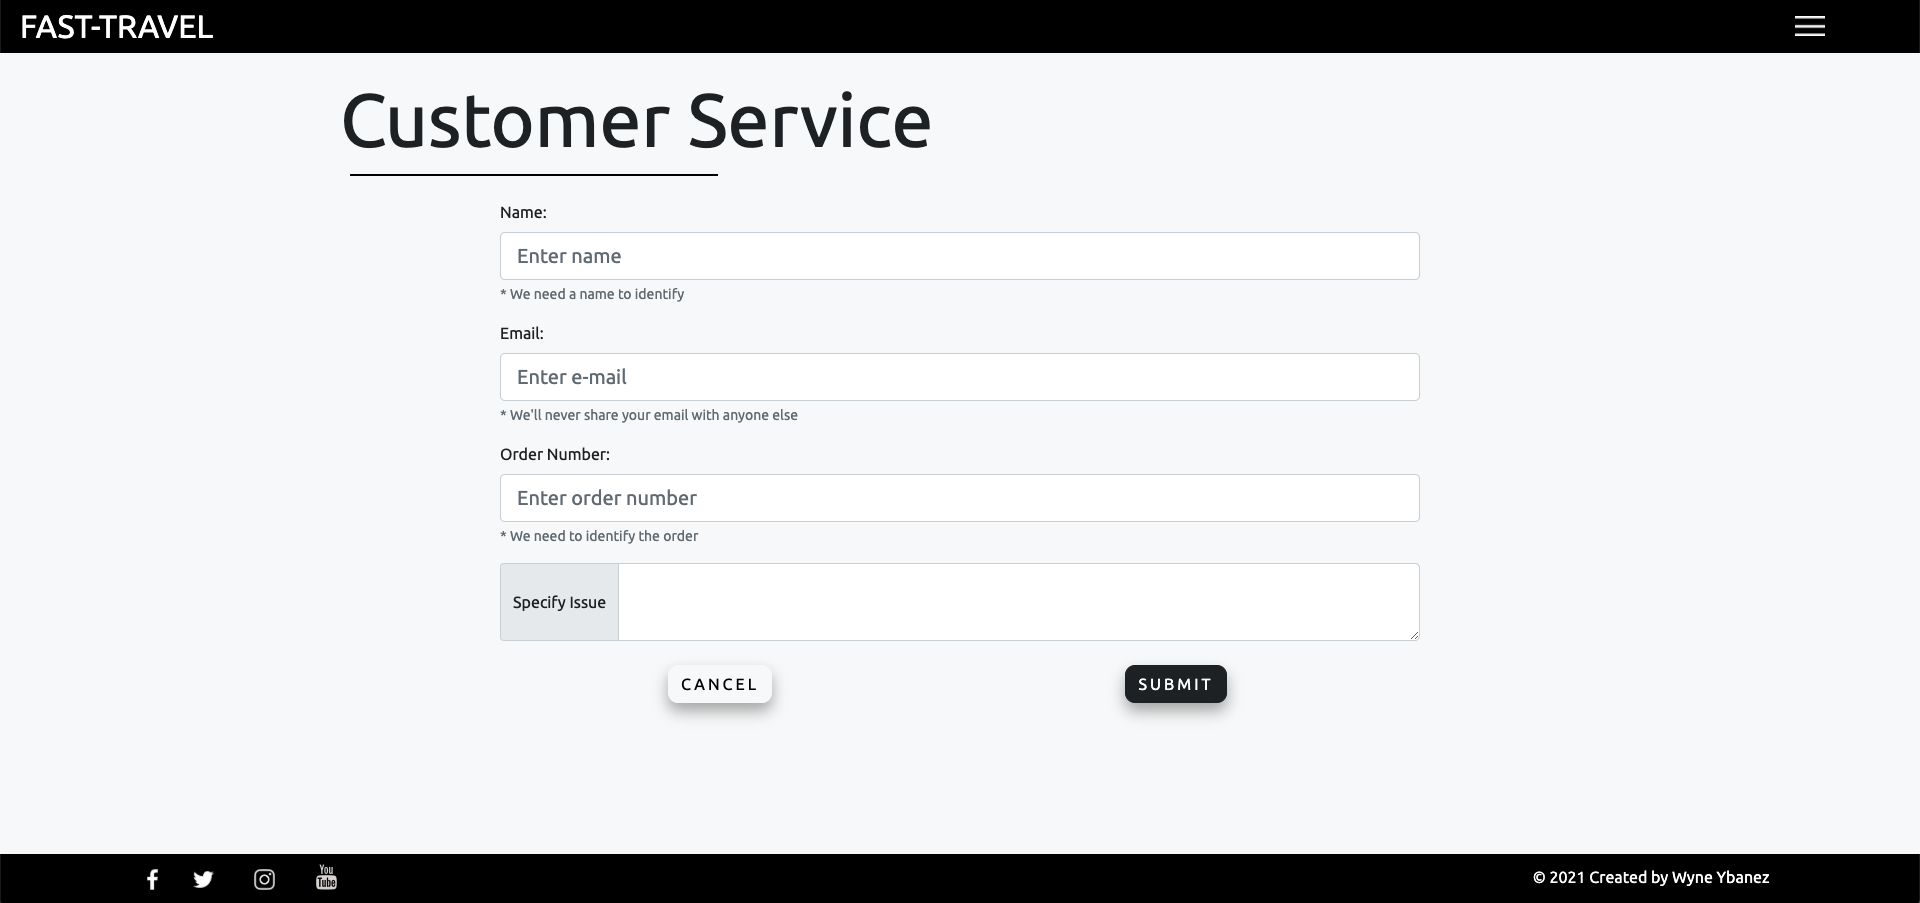 FAST-TRAVEL
Customer Service
Name:
Enter name
* We need a name to identify
Email:
Enter e-mail
* We'll never share your email with anyone else
Order Number:
Enter order number
* We need to identify the order
Specify Issue
CANCEL
SUBMIT
You
Tube
© 2021 Created by Wyne Ybanez